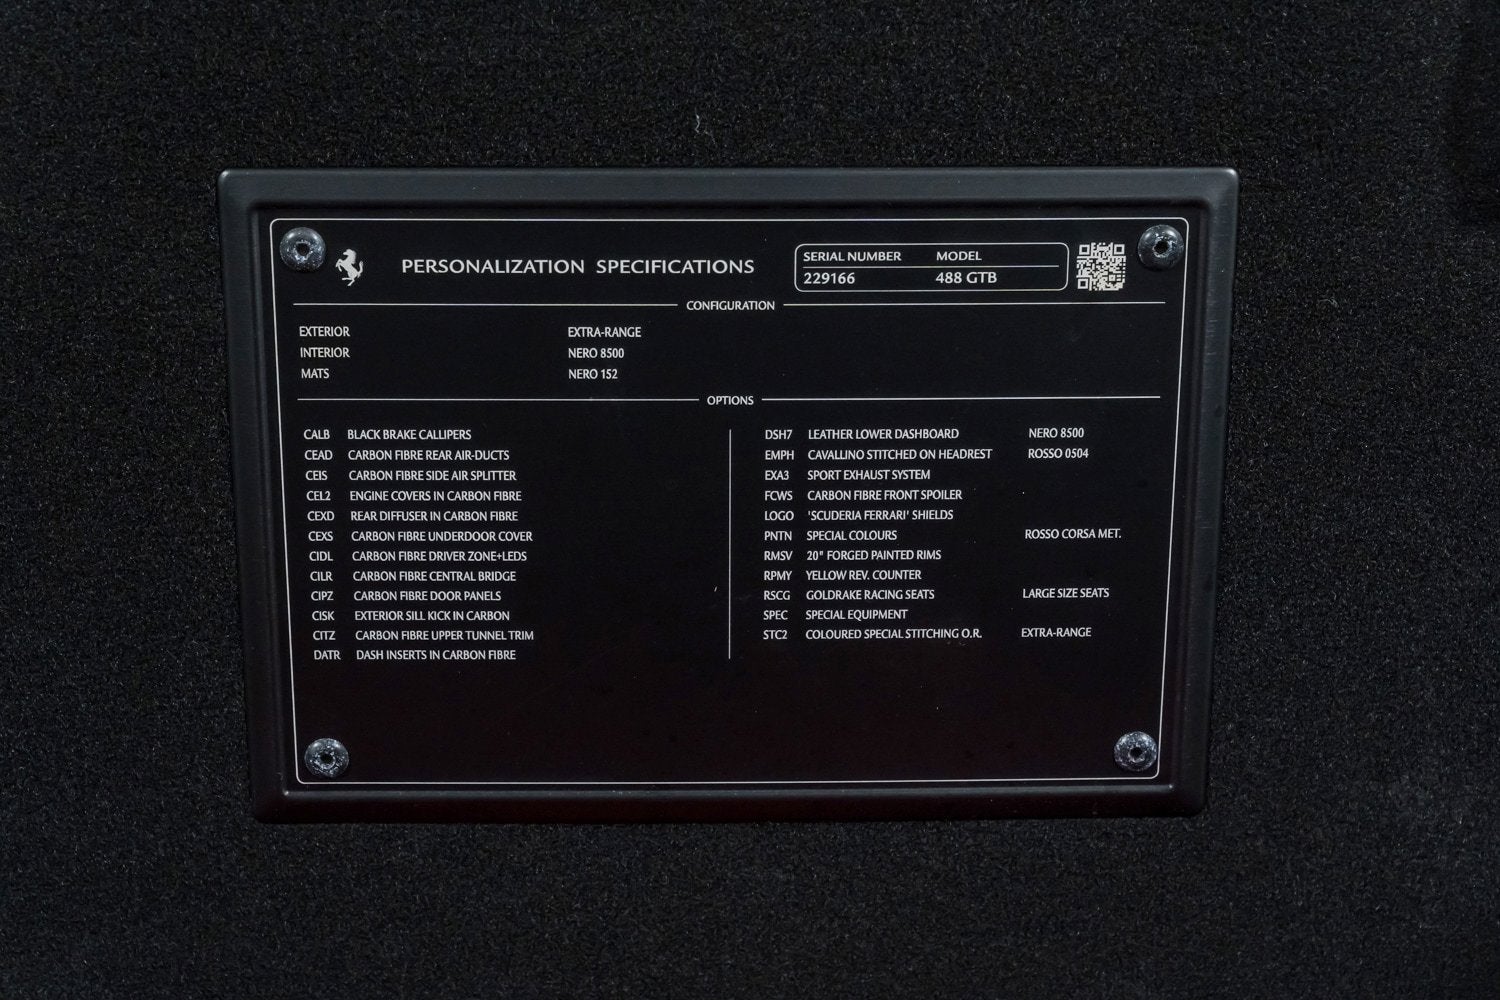 PERSONALIZATION SPECIFICATIONS
SERIAL NUMBER MODEL
229166 488 GTB
CONFIGURATION
EXTERIOR EXTRA-RANGE
INTERIOR NERO 8500
MATS NERO 152
OPTIONS
CALB BLACK BRAKE CALLIPERS
CEAD CARBON FIBRE REAR AIR-DUCTS
CEIS CARBON FIBRE SIDE AIR SPLITTER
CEL2 ENGINE COVERS IN CARBON FIBRE
CEXD REAR DIFFUSER IN CARBON FIBRE
CEXS CARBON FIBRE UNDERDOOR COVER
CIDL CARBON FIBRE DRIVER ZONE+LEDS
CILR CARBON FIBRE CENTRAL BRIDGE
CIPZ CARBON FIBRE DOOR PANELS
CISK EXTERIOR SILL KICK IN CARBON
CITZ CARBON FIBRE UPPER TUNNEL TRIM
DATR DASH INSERTS IN CARBON FIBRE
DSH7 LEATHER LOWER DASHBOARD NERO 8500
EMPH CAVALLINO STITCHED ON HEADREST ROSSO 0504
EXA3 SPORT EXHAUST SYSTEM
FCWS CARBON FIBRE FRONT SPOILER
LOGO 'SCUDERIA FERRARI' SHIELDS
PNTN SPECIAL COLOURS ROSSO CORSA MET.
RMSV 20" FORGED PAINTED RIMS
RPMY YELLOW REV. COUNTER
RSCG GOLDRAKE RACING SEATS LARGE SIZE SEATS
SPEC SPECIAL EQUIPMENT
STC2 COLOURED SPECIAL STITCHING O.R. EXTRA-RANGE